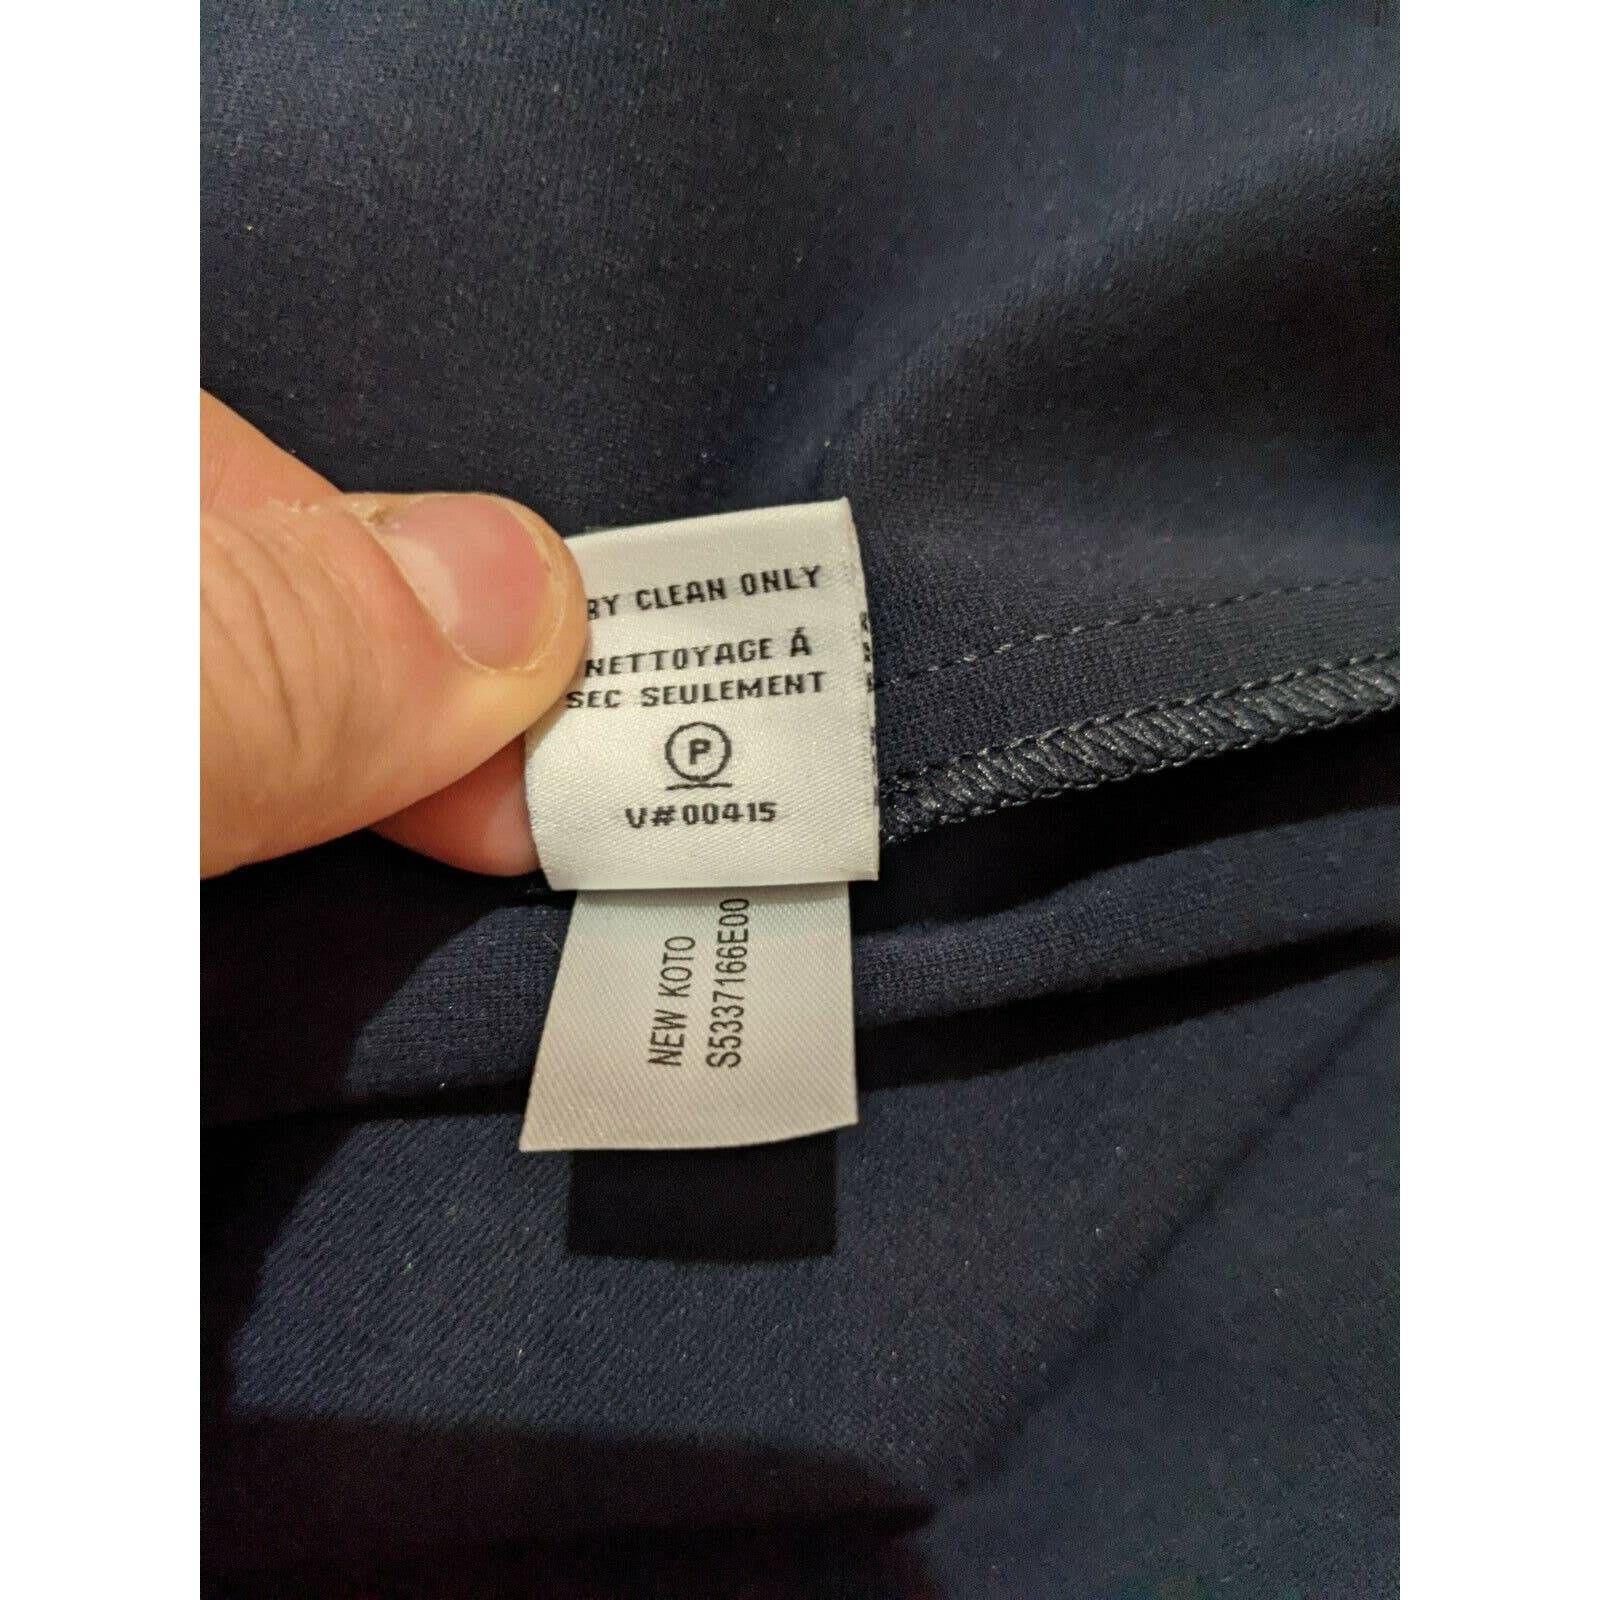 RY CLEAN ONLY
NETTOYAGE Á
SEC SEULEMENT
P
V#00415
NEW KOTO
S5337166E00